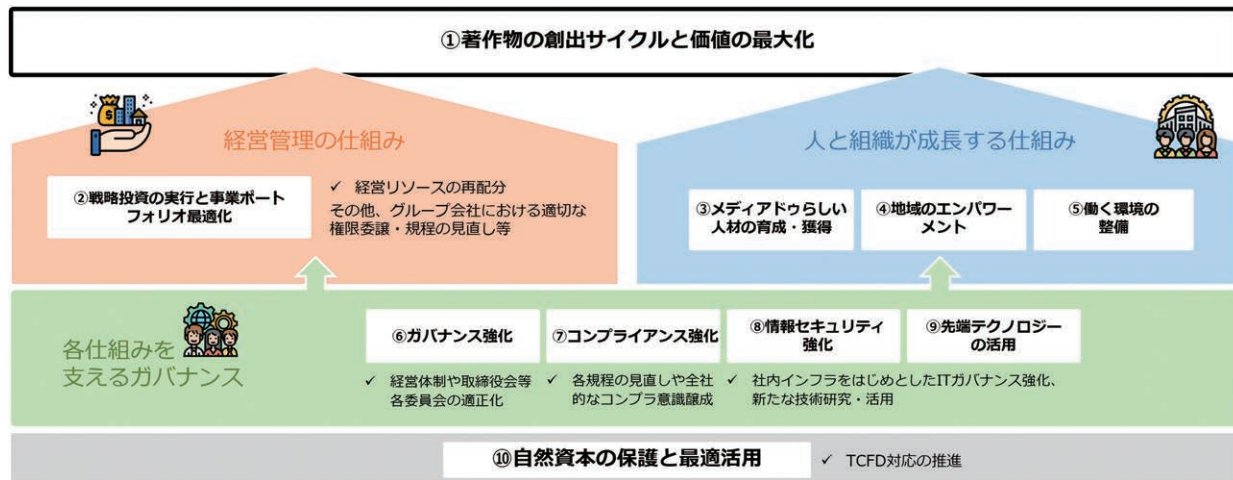 ①著作物の創出サイクルと価値の最大化
経営管理の仕組み
②戦略投資の実行と事業ポート
フォリオ最適化
✓ 経営リソースの再配分
その他、グループ会社における適切な
権限委譲・規程の見直し等
人と組織が成長する仕組み
③メディアドゥらしい
人材の育成・獲得
④地域のエンパワー
メント
⑤働く環境の
整備
各仕組みを
支えるガバナンス
⑥ガバナンス強化
✓ 経営体制や取締役会等
各委員会の適正化
⑦コンプライアンス強化
✓ 各規程の見直しや全社
的なコンプラ意識醸成
⑧情報セキュリティ
強化
⑨先端テクノロジー
の活用
✓ 社内インフラをはじめとしたITガバナンス強化、
新たな技術研究・活用
⑩自然資本の保護と最適活用
✓ TCFD対応の推進